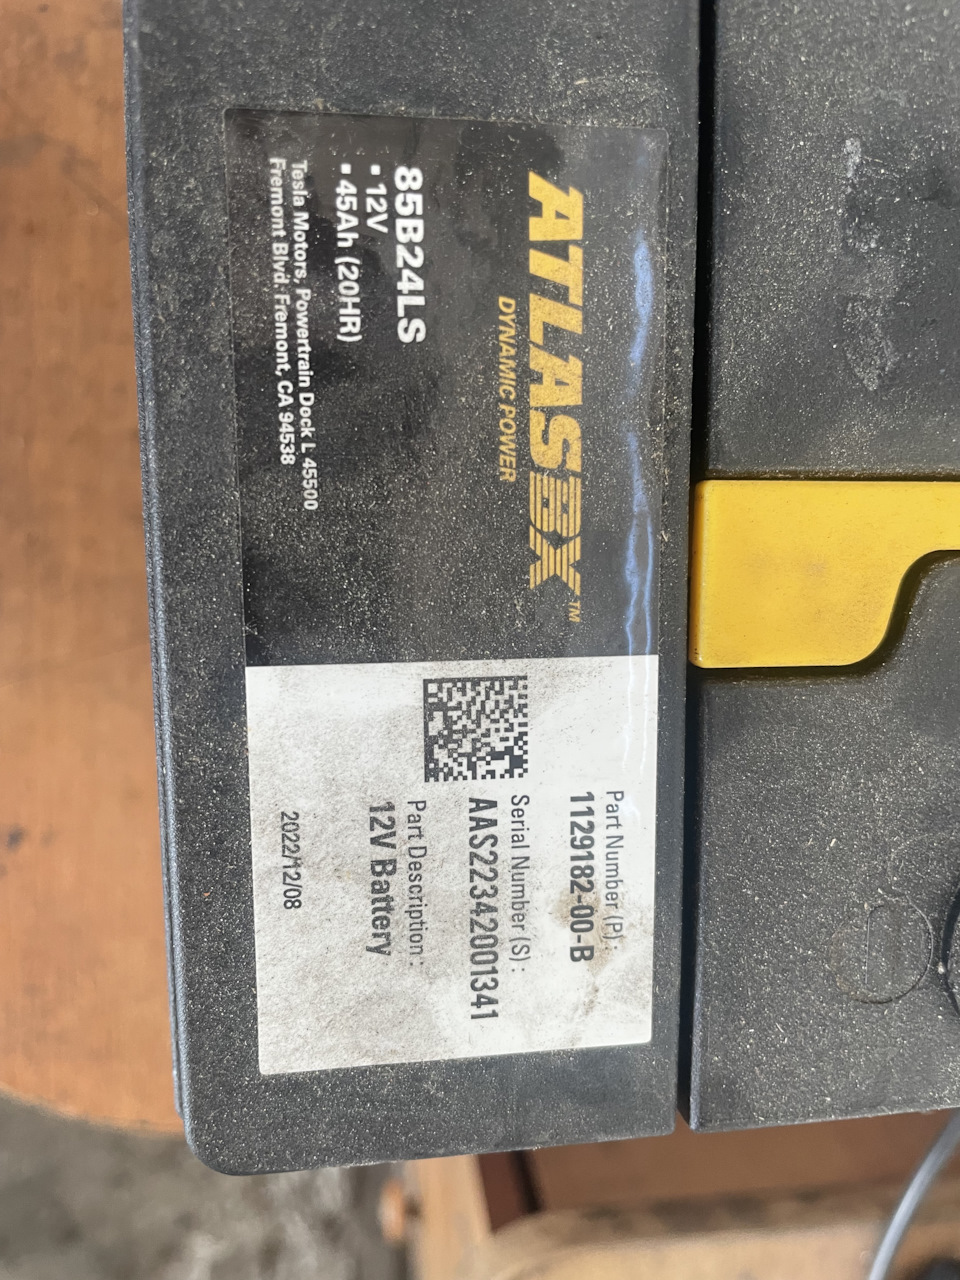 ATLASBX™
DYNAMIC POWER
85B24LS
▪ 12V
▪ 45Ah (20HR)
Tesla Motors, Powertrain Dock L 45500
Fremont Blvd. Fremont, CA 94538
Part Number (P) :
1129182-00-B
Serial Number (S) :
AAS22342001341
Part Description :
12V Battery
2022/12/08